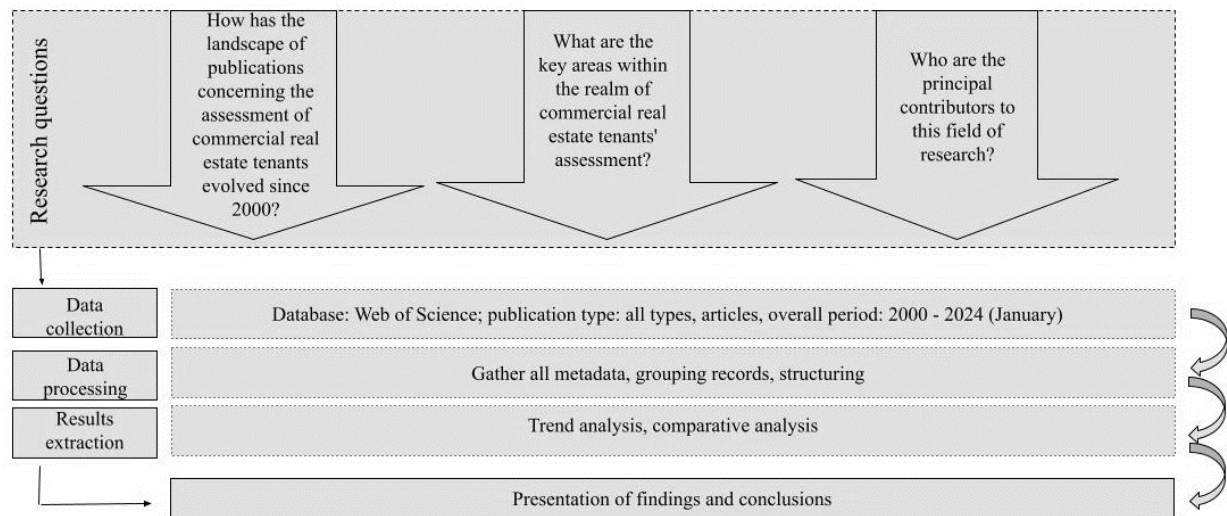 Research questions
How has the
landscape of
publications
concerning the
assessment of
commercial real
estate tenants
evolved since
2000?
What are the
key areas within
the realm of
commercial real
estate tenants'
assessment?
Who are the
principal
contributors to
this field of
research?
Data
collection
Database: Web of Science; publication type: all types, articles, overall period: 2000 - 2024 (January)
Data
processing
Gather all metadata, grouping records, structuring
Results
extraction
Trend analysis, comparative analysis
Presentation of findings and conclusions